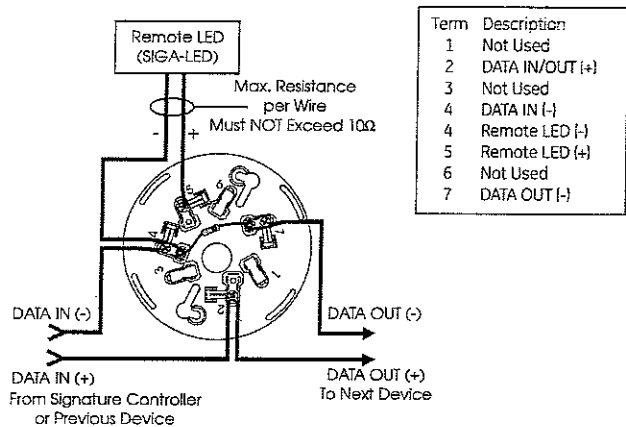 Remote LED
(SIGA-LED)
Max. Resistance
per Wire
Must NOT Exceed 10Ω
- +
5
6
4
7
3
1
2
DATA IN (-)
DATA OUT (-)
DATA IN (+)
DATA OUT (+)
From Signature Controller
or Previous Device
To Next Device
Term Description
1 Not Used
2 DATA IN/OUT (+)
3 Not Used
4 DATA IN (-)
4 Remote LED (-)
5 Remote LED (+)
6 Not Used
7 DATA OUT (-)